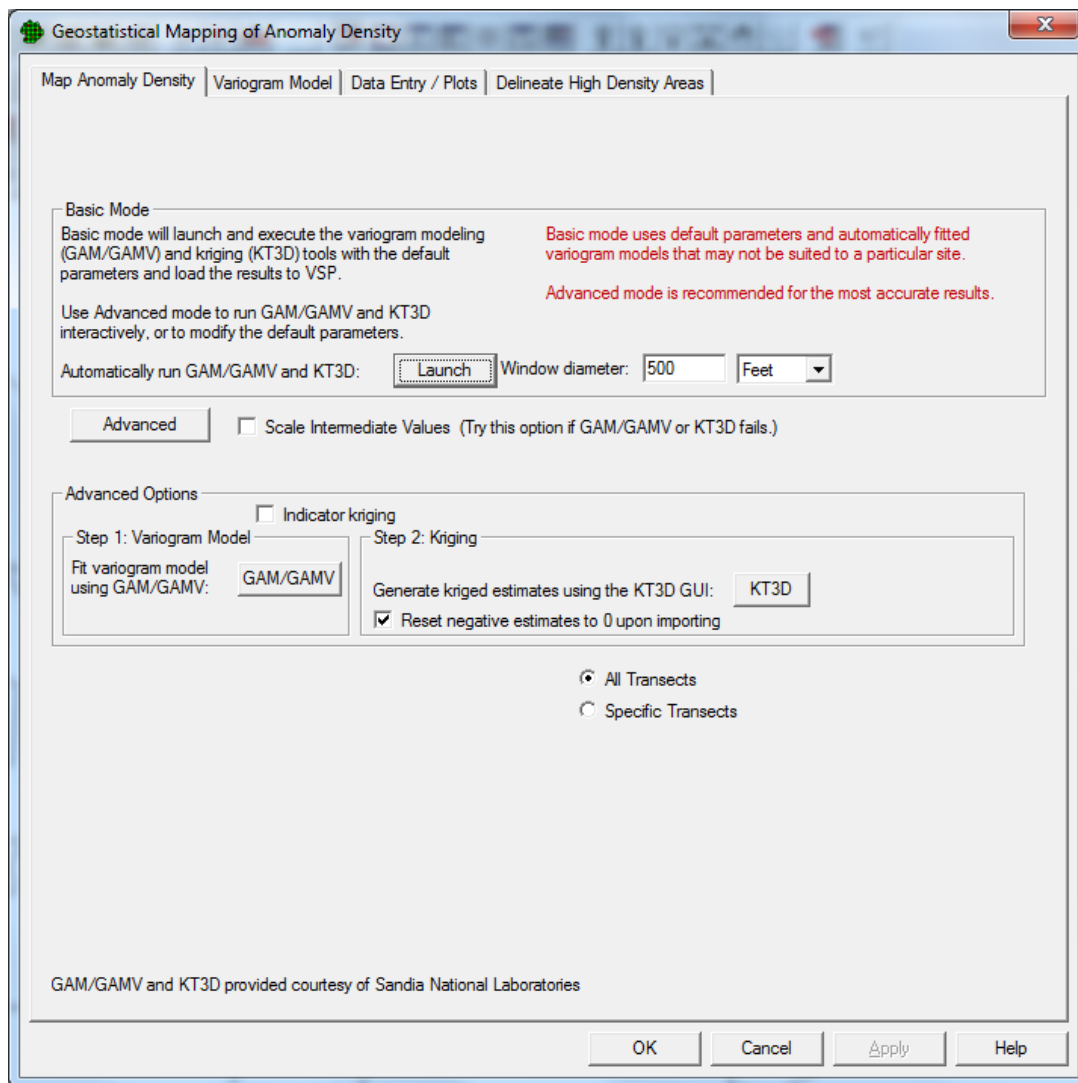 Geostatistical Mapping of Anomaly Density
X
Map Anomaly Density
Variogram Model
Data Entry / Plots
Delineate High Density Areas
Basic Mode
Basic mode will launch and execute the variogram modeling
(GAM/GAMV) and kriging (KT3D) tools with the default
parameters and load the results to VSP.
Use Advanced mode to run GAM/GAMV and KT3D
interactively, or to modify the default parameters.
Basic mode uses default parameters and automatically fitted
variogram models that may not be suited to a particular site.
Advanced mode is recommended for the most accurate results.
Automatically run GAM/GAMV and KT3D:
Launch
Window diameter:
500
Feet
Advanced
Scale Intermediate Values (Try this option if GAM/GAMV or KT3D fails.)
Advanced Options
Indicator kriging
Step 1: Variogram Model
Fit variogram model
using GAM/GAMV:
GAM/GAMV
Step 2: Kriging
Generate kriged estimates using the KT3D GUI:
KT3D
Reset negative estimates to 0 upon importing
All Transects
Specific Transects
GAM/GAMV and KT3D provided courtesy of Sandia National Laboratories
OK
Cancel
Apply
Help